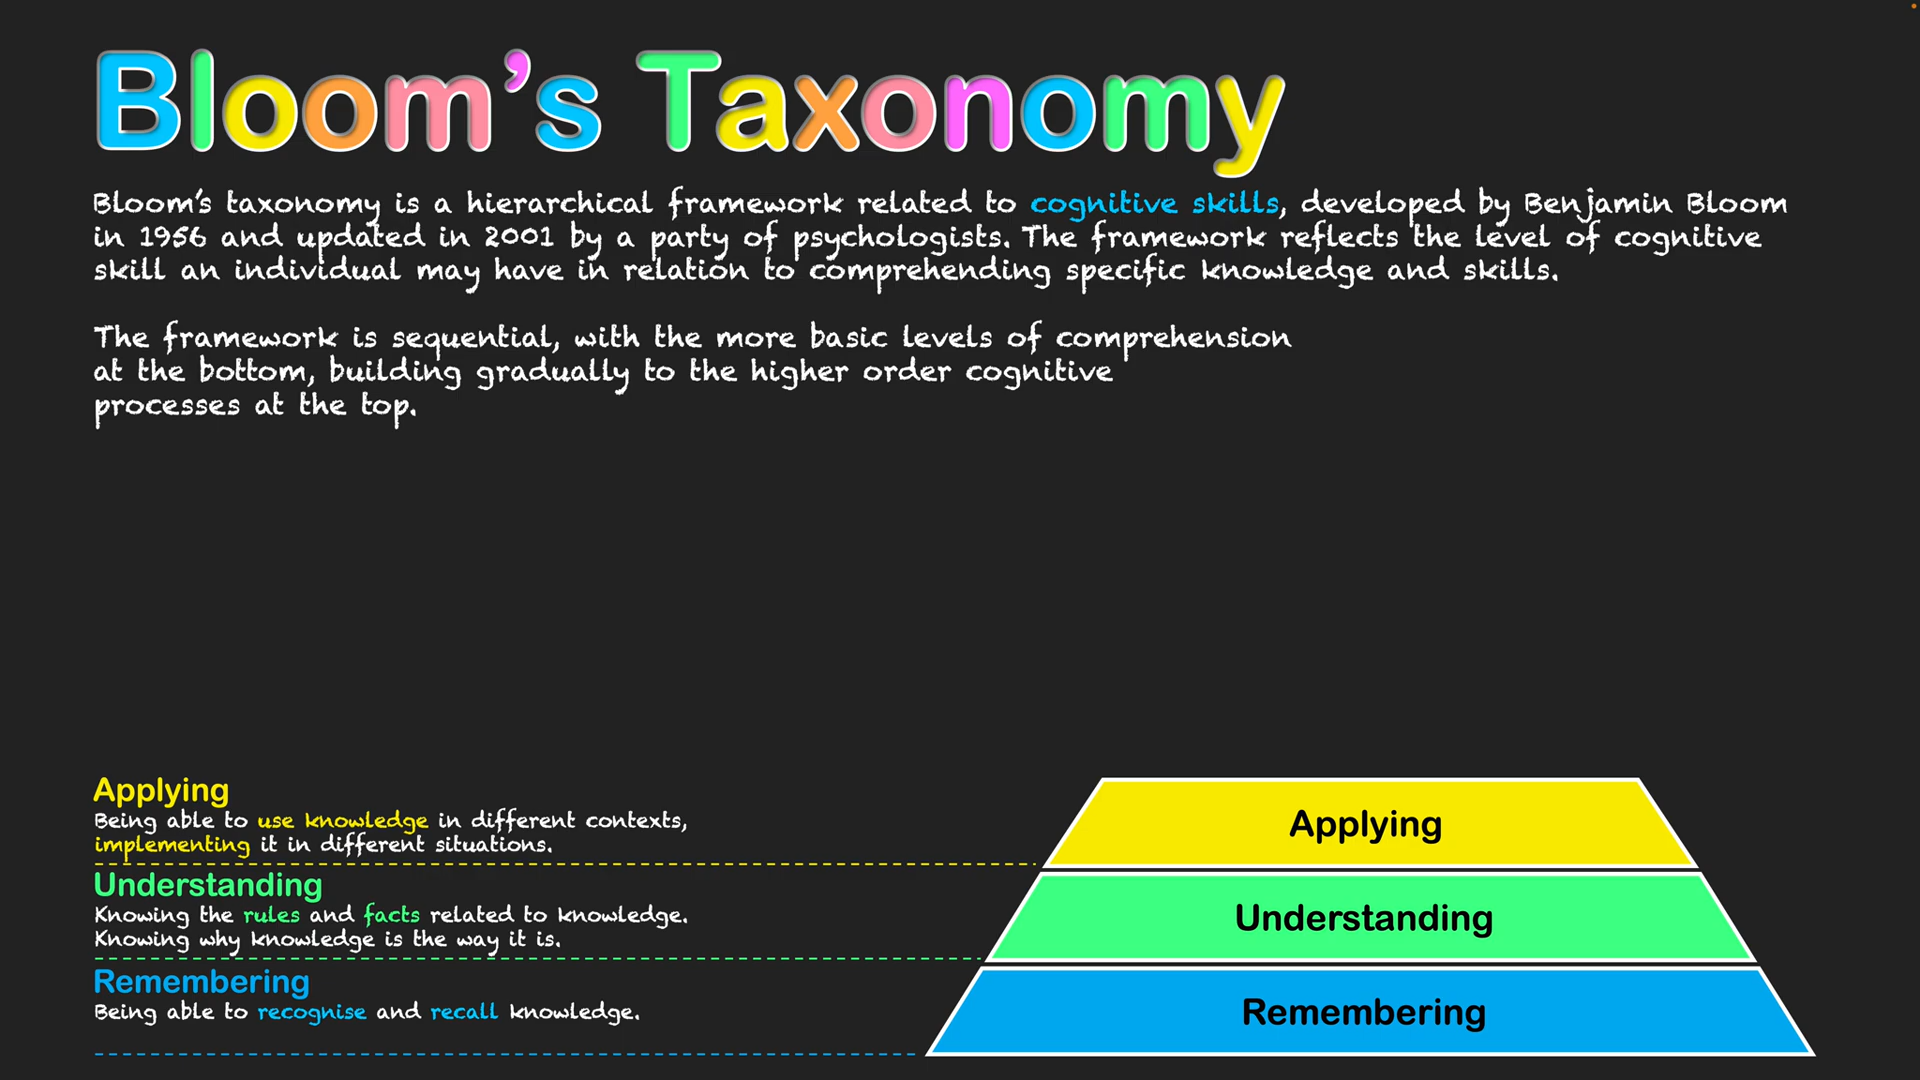 Bloom's Taxonomy
Bloom's taxonomy is a hierarchical framework related to cognitive skills, developed by Benjamin Bloom
in 1956 and updated in 2001 by a party of psychologists. The framework reflects the level of cognitive
skill an individual may have in relation to comprehending specific knowledge and skills.
The framework is sequential, with the more basic levels of comprehension
at the bottom, building gradually to the higher order cognitive
processes at the top.
Applying
Being able to use knowledge in different contexts,
implementing it in different situations.
Understanding
Knowing the rules and facts related to knowledge.
Knowing why knowledge is the way it is.
Remembering
Being able to recognise and recall knowledge.
Applying
Understanding
Remembering